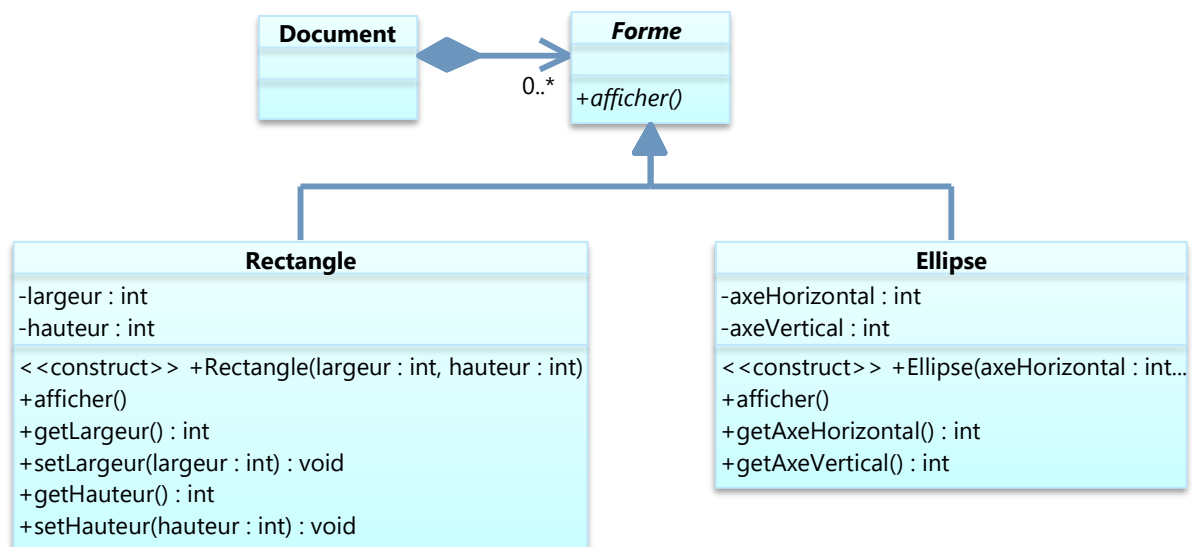 Document
Forme
0..*
+afficher()
Rectangle
-largeur : int
-hauteur : int
<<construct>> +Rectangle(largeur : int, hauteur : int)
+afficher()
+getLargeur() : int
+setLargeur(largeur : int) : void
+getHauteur() : int
+setHauteur(hauteur : int) : void
Ellipse
-axeHorizontal : int
-axeVertical : int
<<construct>> +Ellipse(axeHorizontal : int...
+afficher()
+getAxeHorizontal() : int
+getAxeVertical() : int